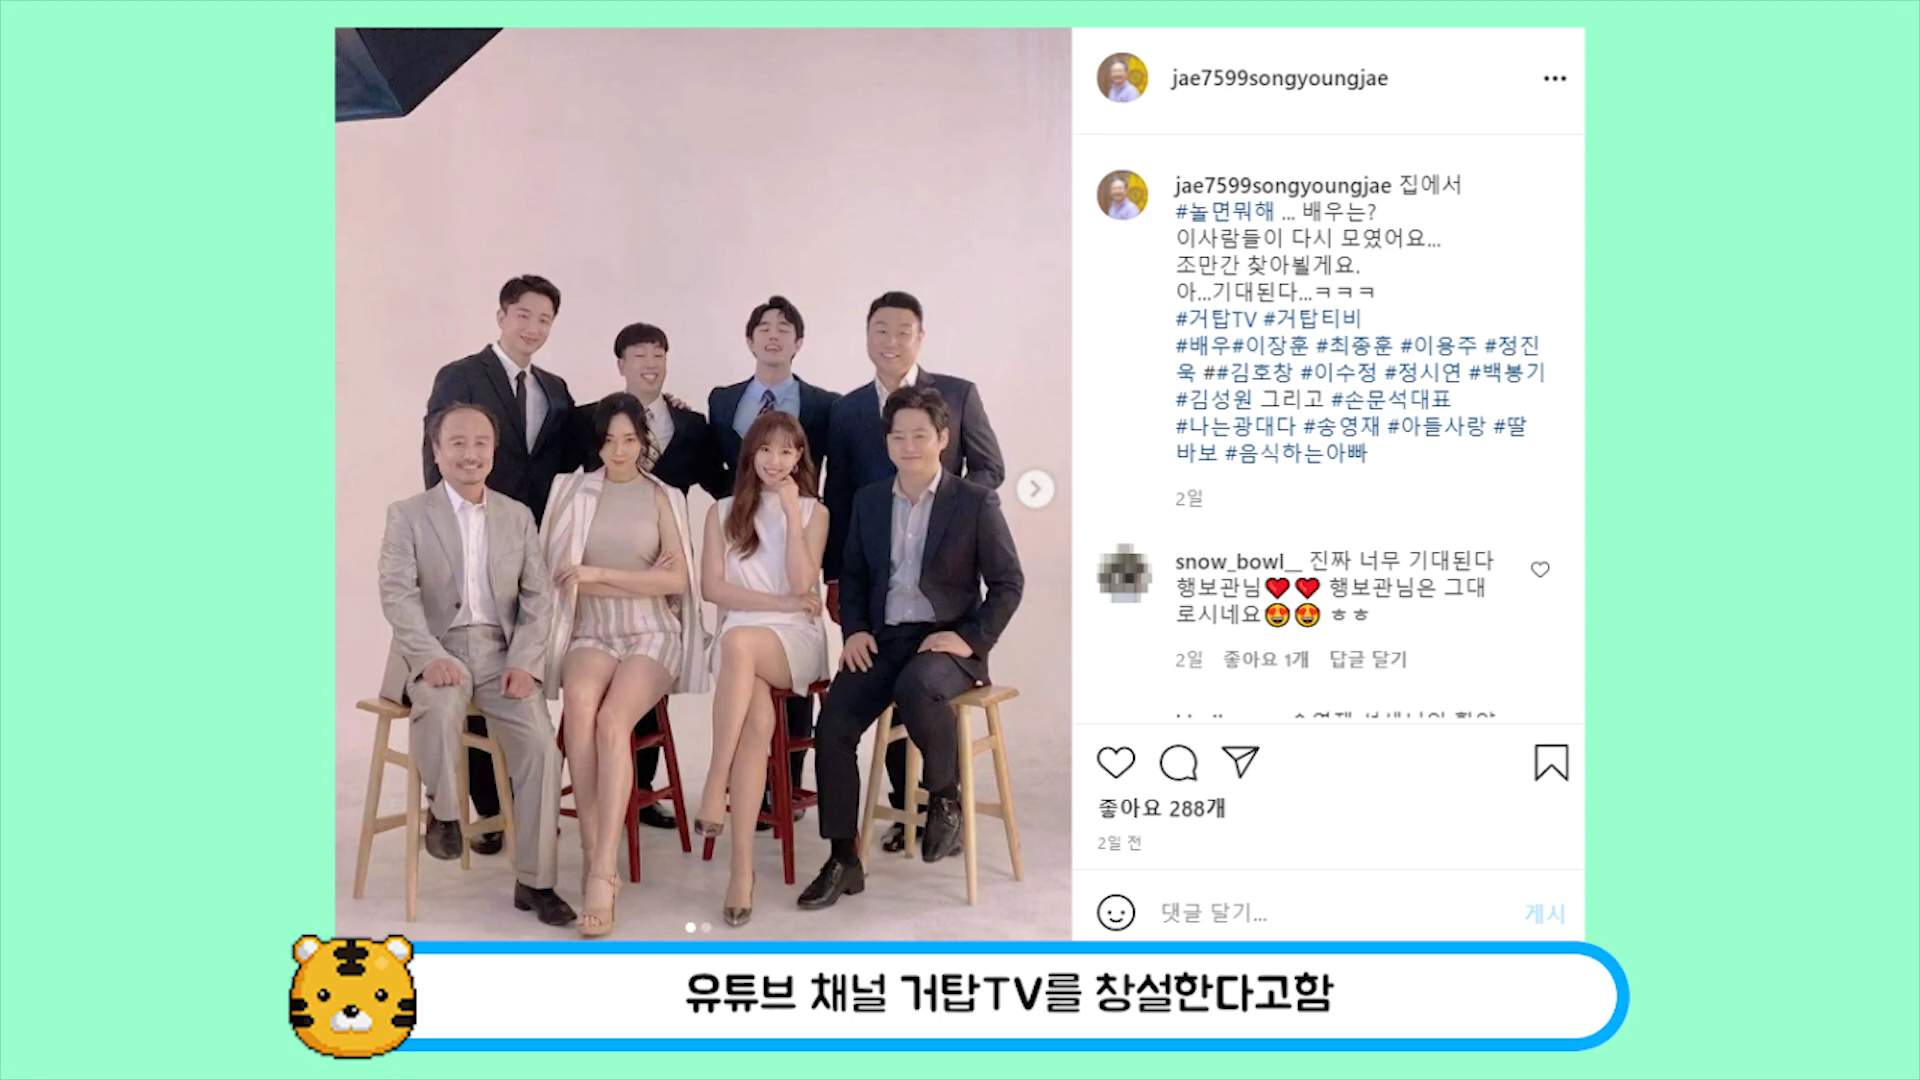 jae7599songyoungjae
jae7599songyoungjae 집에서
#놀면뭐해 ... 배우는?
이사람들이 다시 모였어요...
조만간 찾아뵐게요.
아...기대된다...ㅋㅋㅋ
#거탑TV #거탑티비
#배우#이장훈 #최종훈 #이용주 #정진
욱 ##김호창 #이수정 #정시연 #백봉기
#김성원 그리고 #손문석대표
#나는광대다 #송영재 #아들사랑 #딸
바보 #음식하는아빠
2일
snow_bowl__ 진짜 너무 기대된다
행보관님❤️❤️ 행보관님은 그대
로시네요😍😍 ㅎㅎ
2일 좋아요 1개 답글 달기
좋아요 288개
2일 전
댓글 달기... 게시
유튜브 채널 거탑TV를 창설한다고함